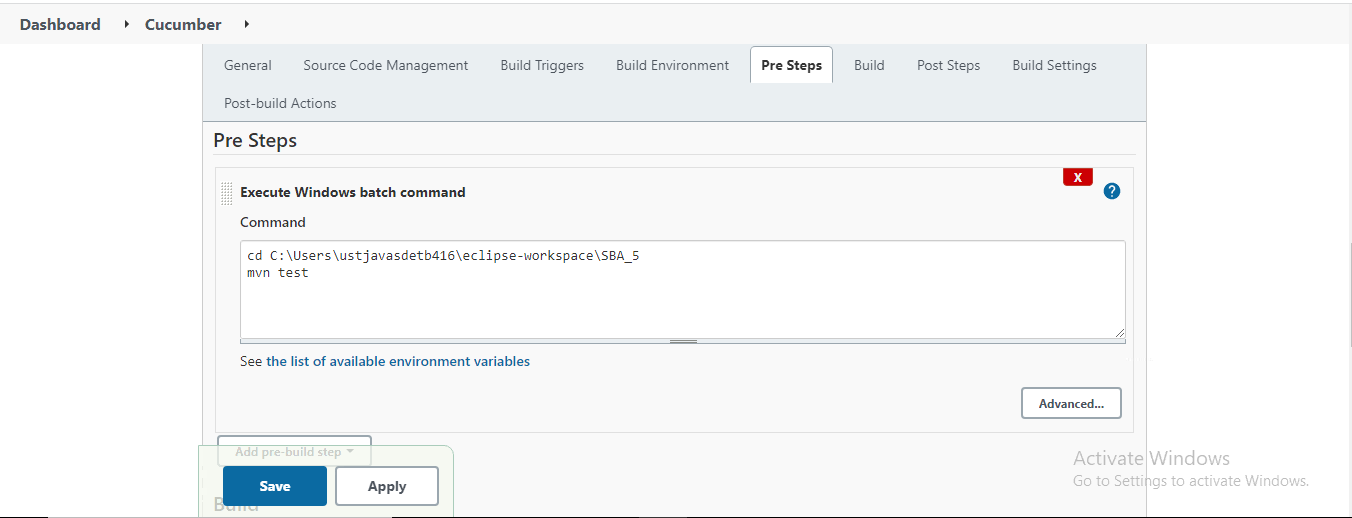 Dashboard Cucumber
General Source Code Management Build Triggers Build Environment Pre Steps Build Post Steps Build Settings
Post-build Actions
Pre Steps
X
Execute Windows batch command ?
Command
cd C:\Users\ustjavasdetb416\eclipse-workspace\SBA_5
mvn test
See the list of available environment variables
Advanced...
Add pre-build step
Activate Windows
Go to Settings to activate Windows.
Save Apply
Build